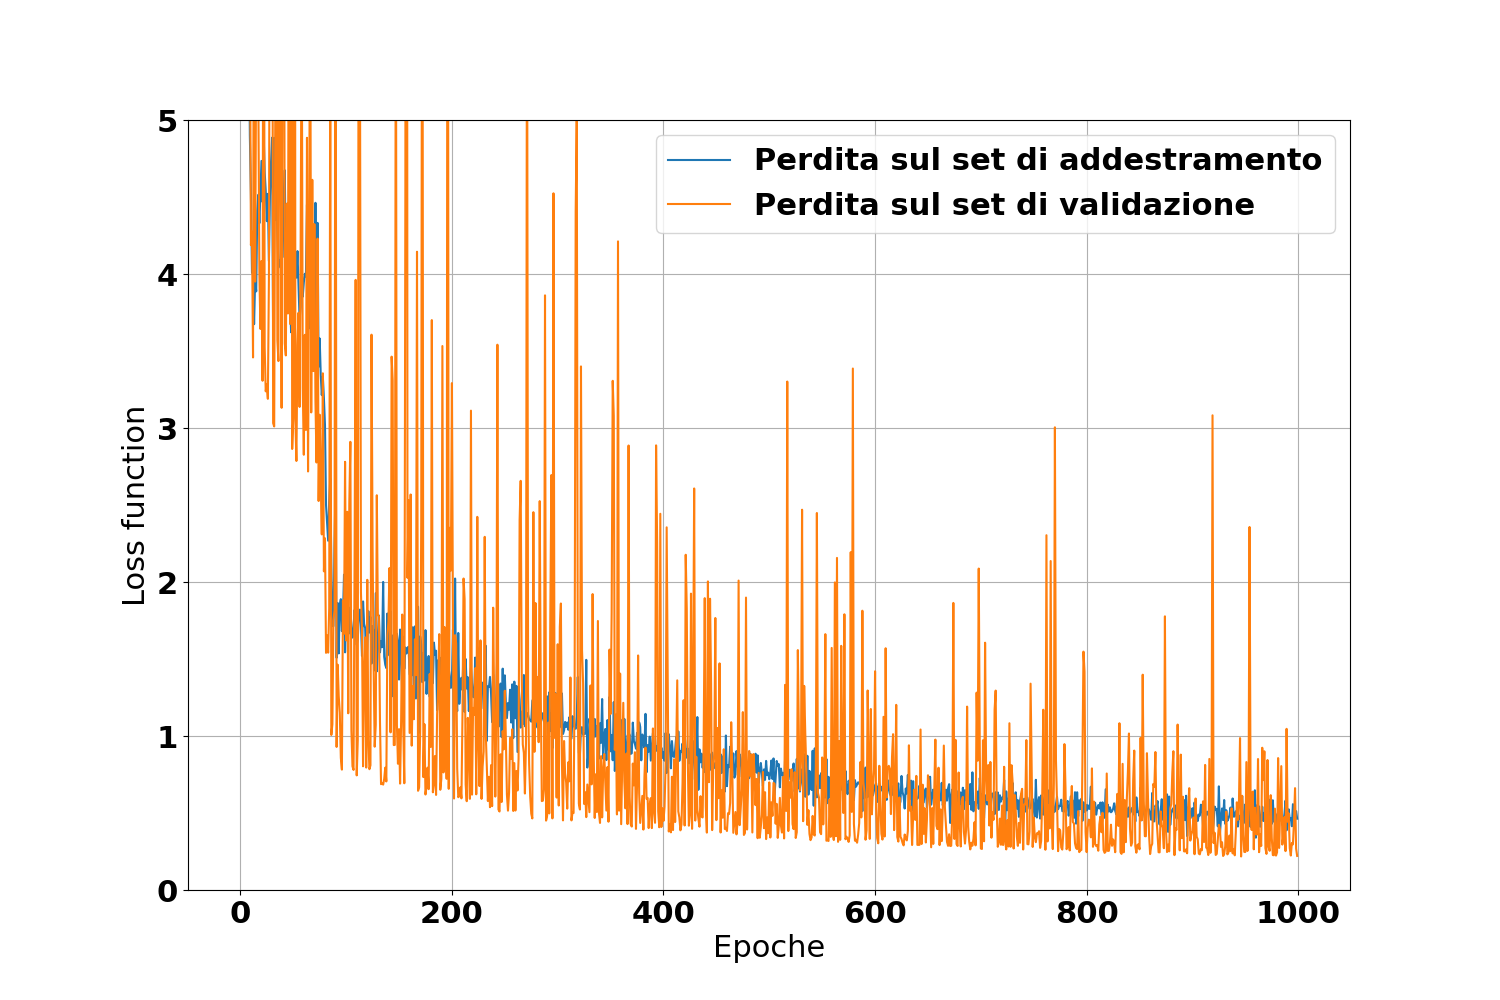 Perdita sul set di addestramento
Perdita sul set di validazione
Loss function
5
4
3
2
1
0
0 200 400 600 800 1000
Epoche